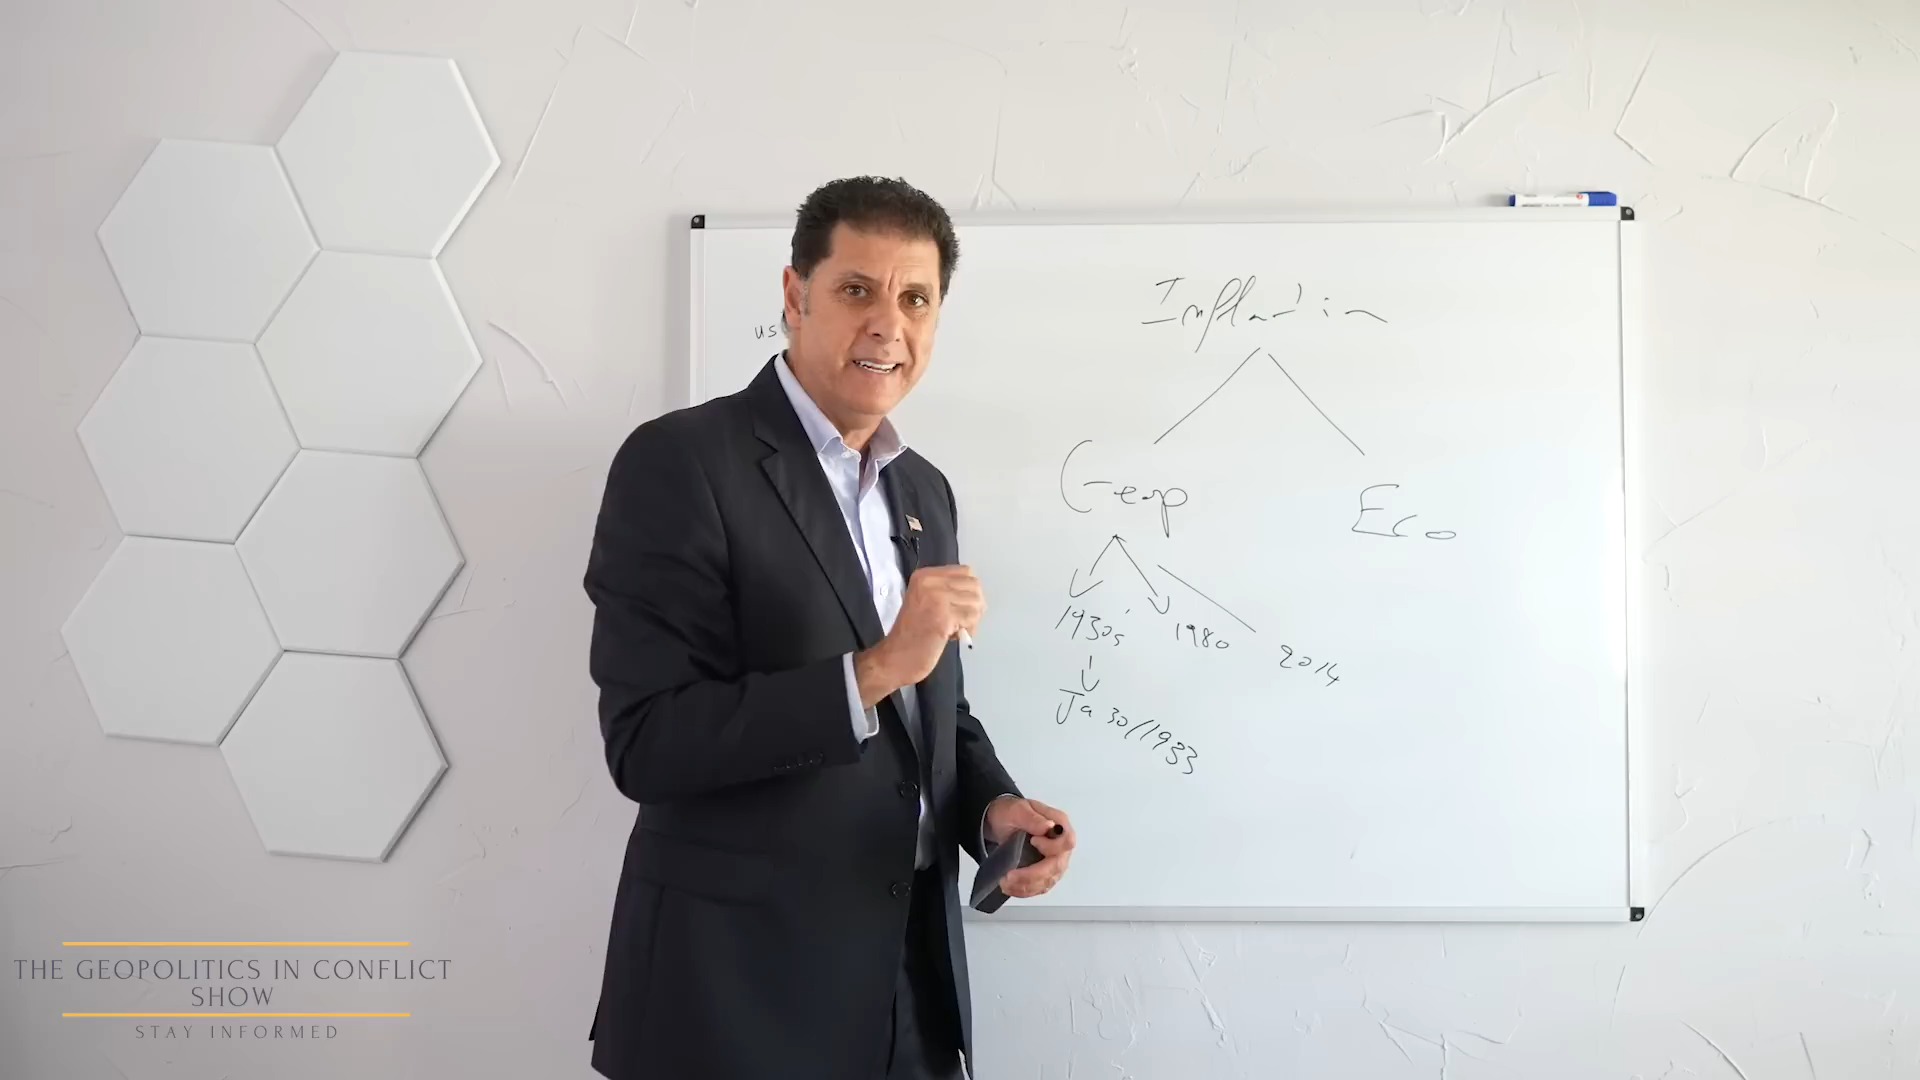 us
Inflation
Geop
Eco
1930s
1980
2014
Ja 30/1933
THE GEOPOLITICS IN CONFLICT
SHOW
STAY INFORMED